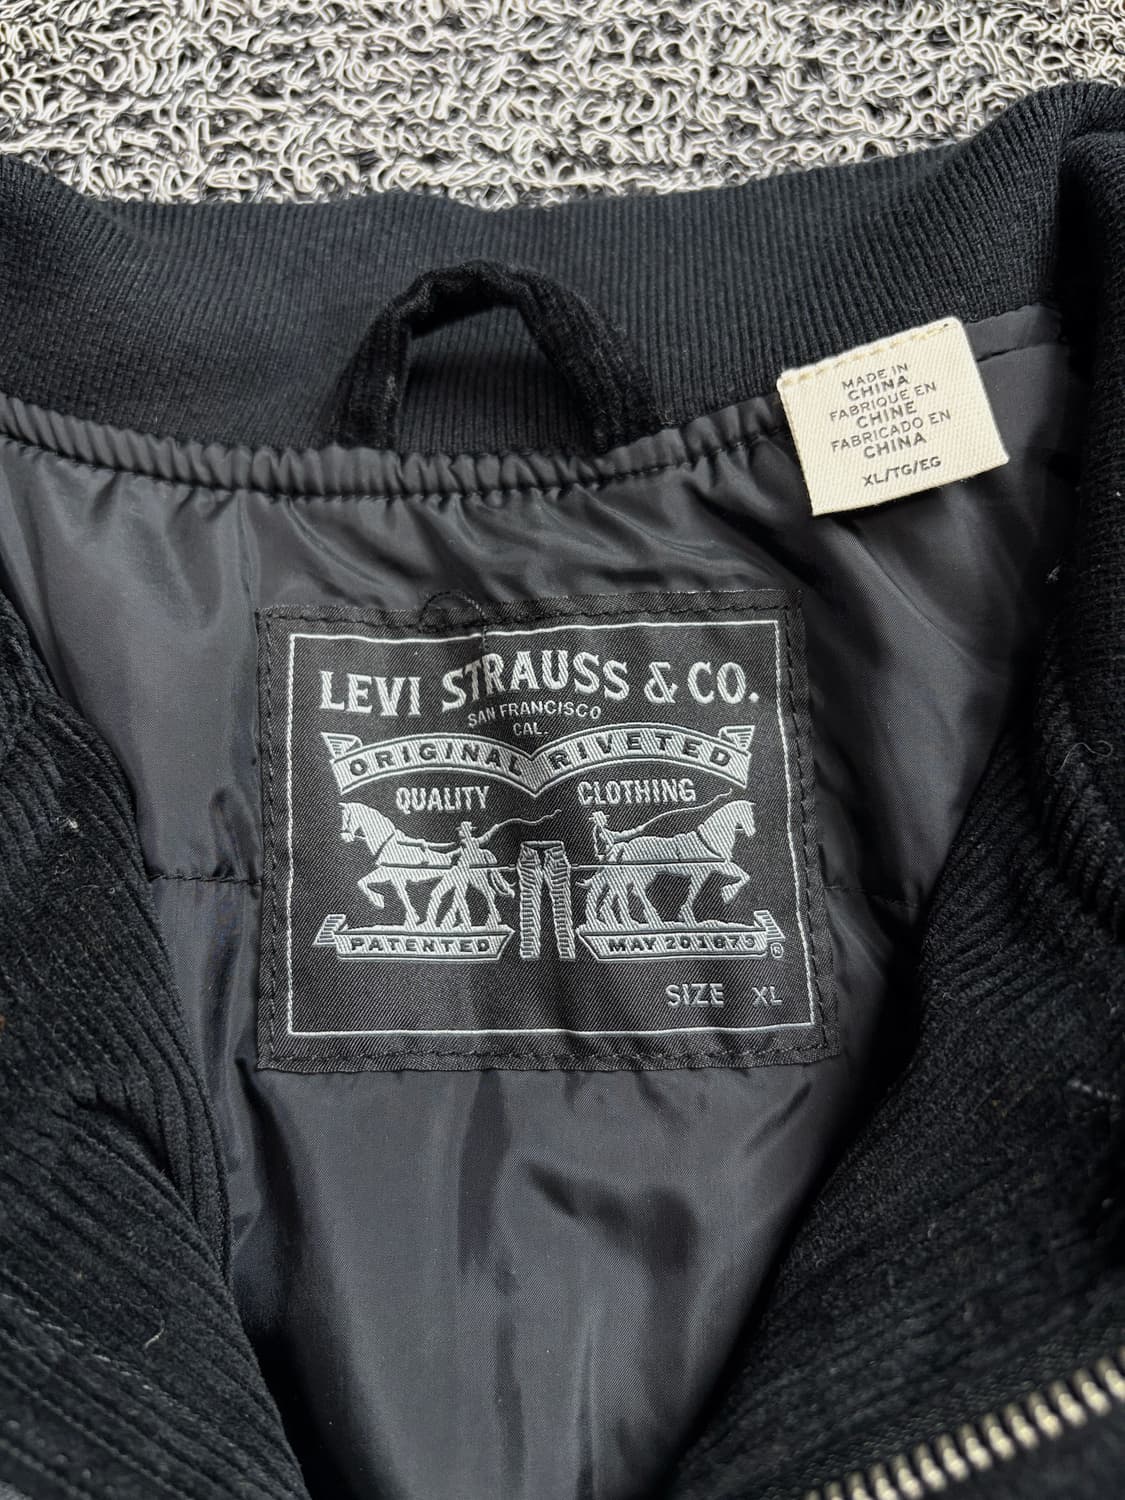 MADE IN
CHINA
FABRIQUE EN
CHINE
FABRICADO EN
CHINA
XL/TG/EG
LEVI STRAUSS & CO.
SAN FRANCISCO
CAL.
ORIGINAL RIVETED
QUALITY CLOTHING
PATENTED MAY 20 1873 ®
SIZE XL